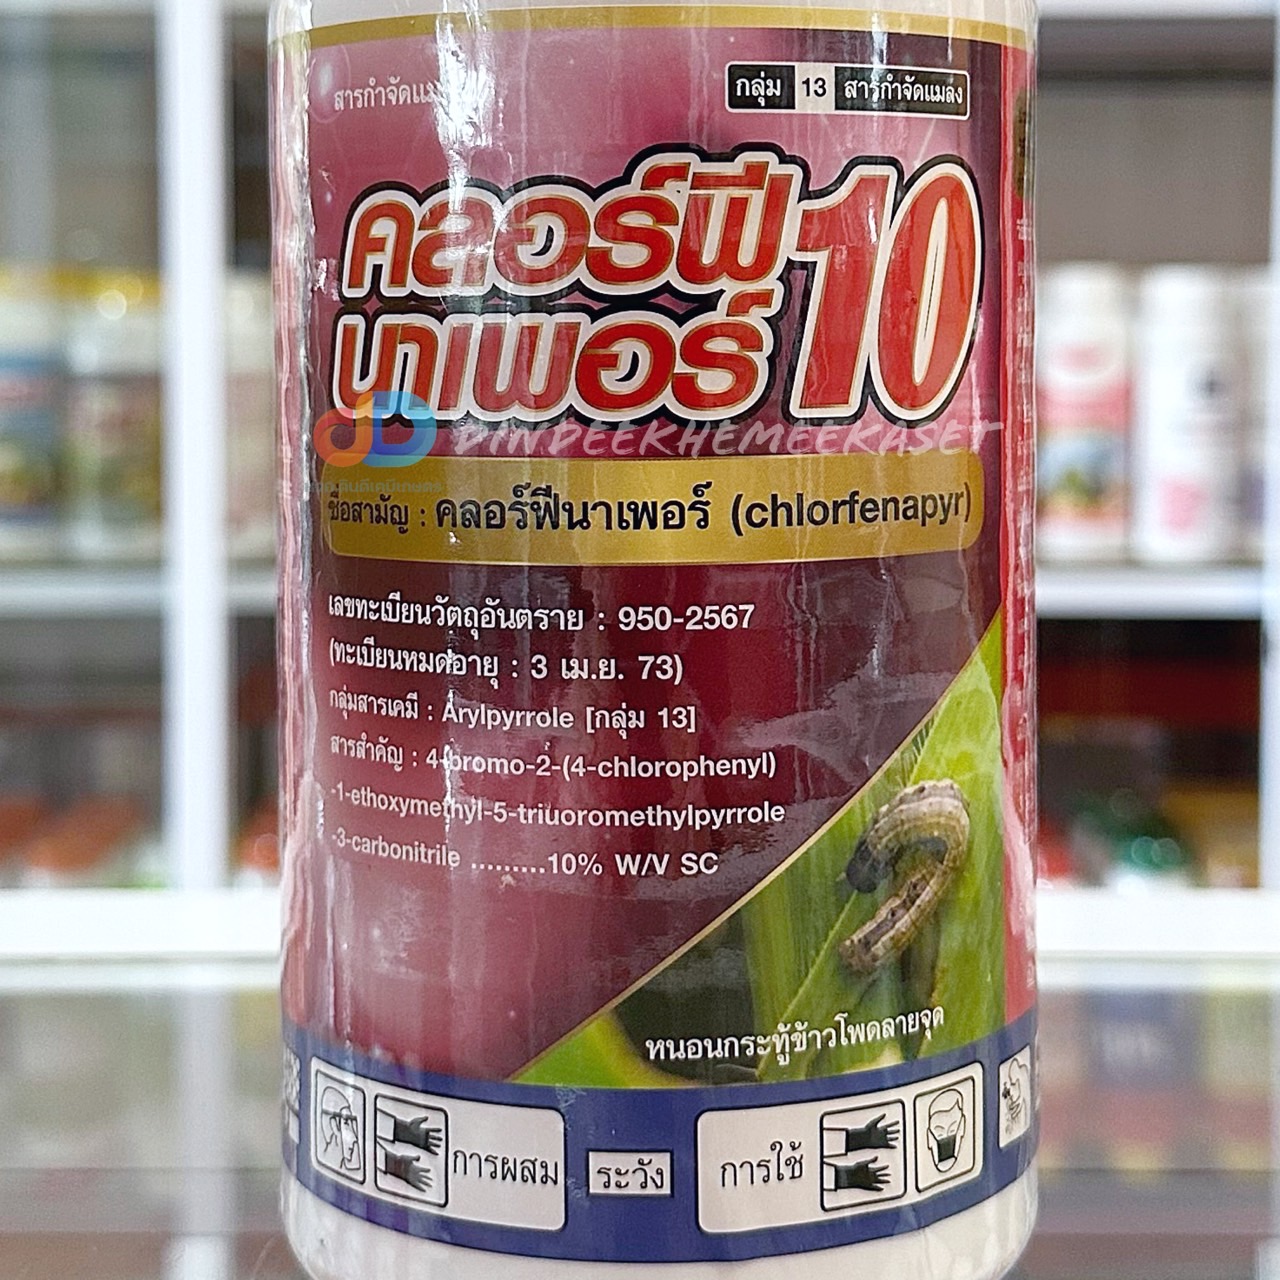 สารกำจัดแม
กลุ่ม 13 สารกำจัดแมลง
คลอร์ฟี
นาเพอร์ 10
DINDEEKHEMEEKASET
ชื่อสามัญ : คลอร์ฟีนาเพอร์ (chlorfenapyr)
เลขทะเบียนวัตถุอันตราย : 950-2567
(ทะเบียนหมดอายุ : 3 เม.ย. 73)
กลุ่มสารเคมี : Arylpyrrole [กลุ่ม 13]
สารสำคัญ : 4-bromo-2-(4-chlorophenyl)
-1-ethoxymethyl-5-triuoromethylpyrrole
-3-carbonitrile .........10% W/V SC
หนอนกระทู้ข้าวโพดลายจุด
การผสม ระวัง การใช้